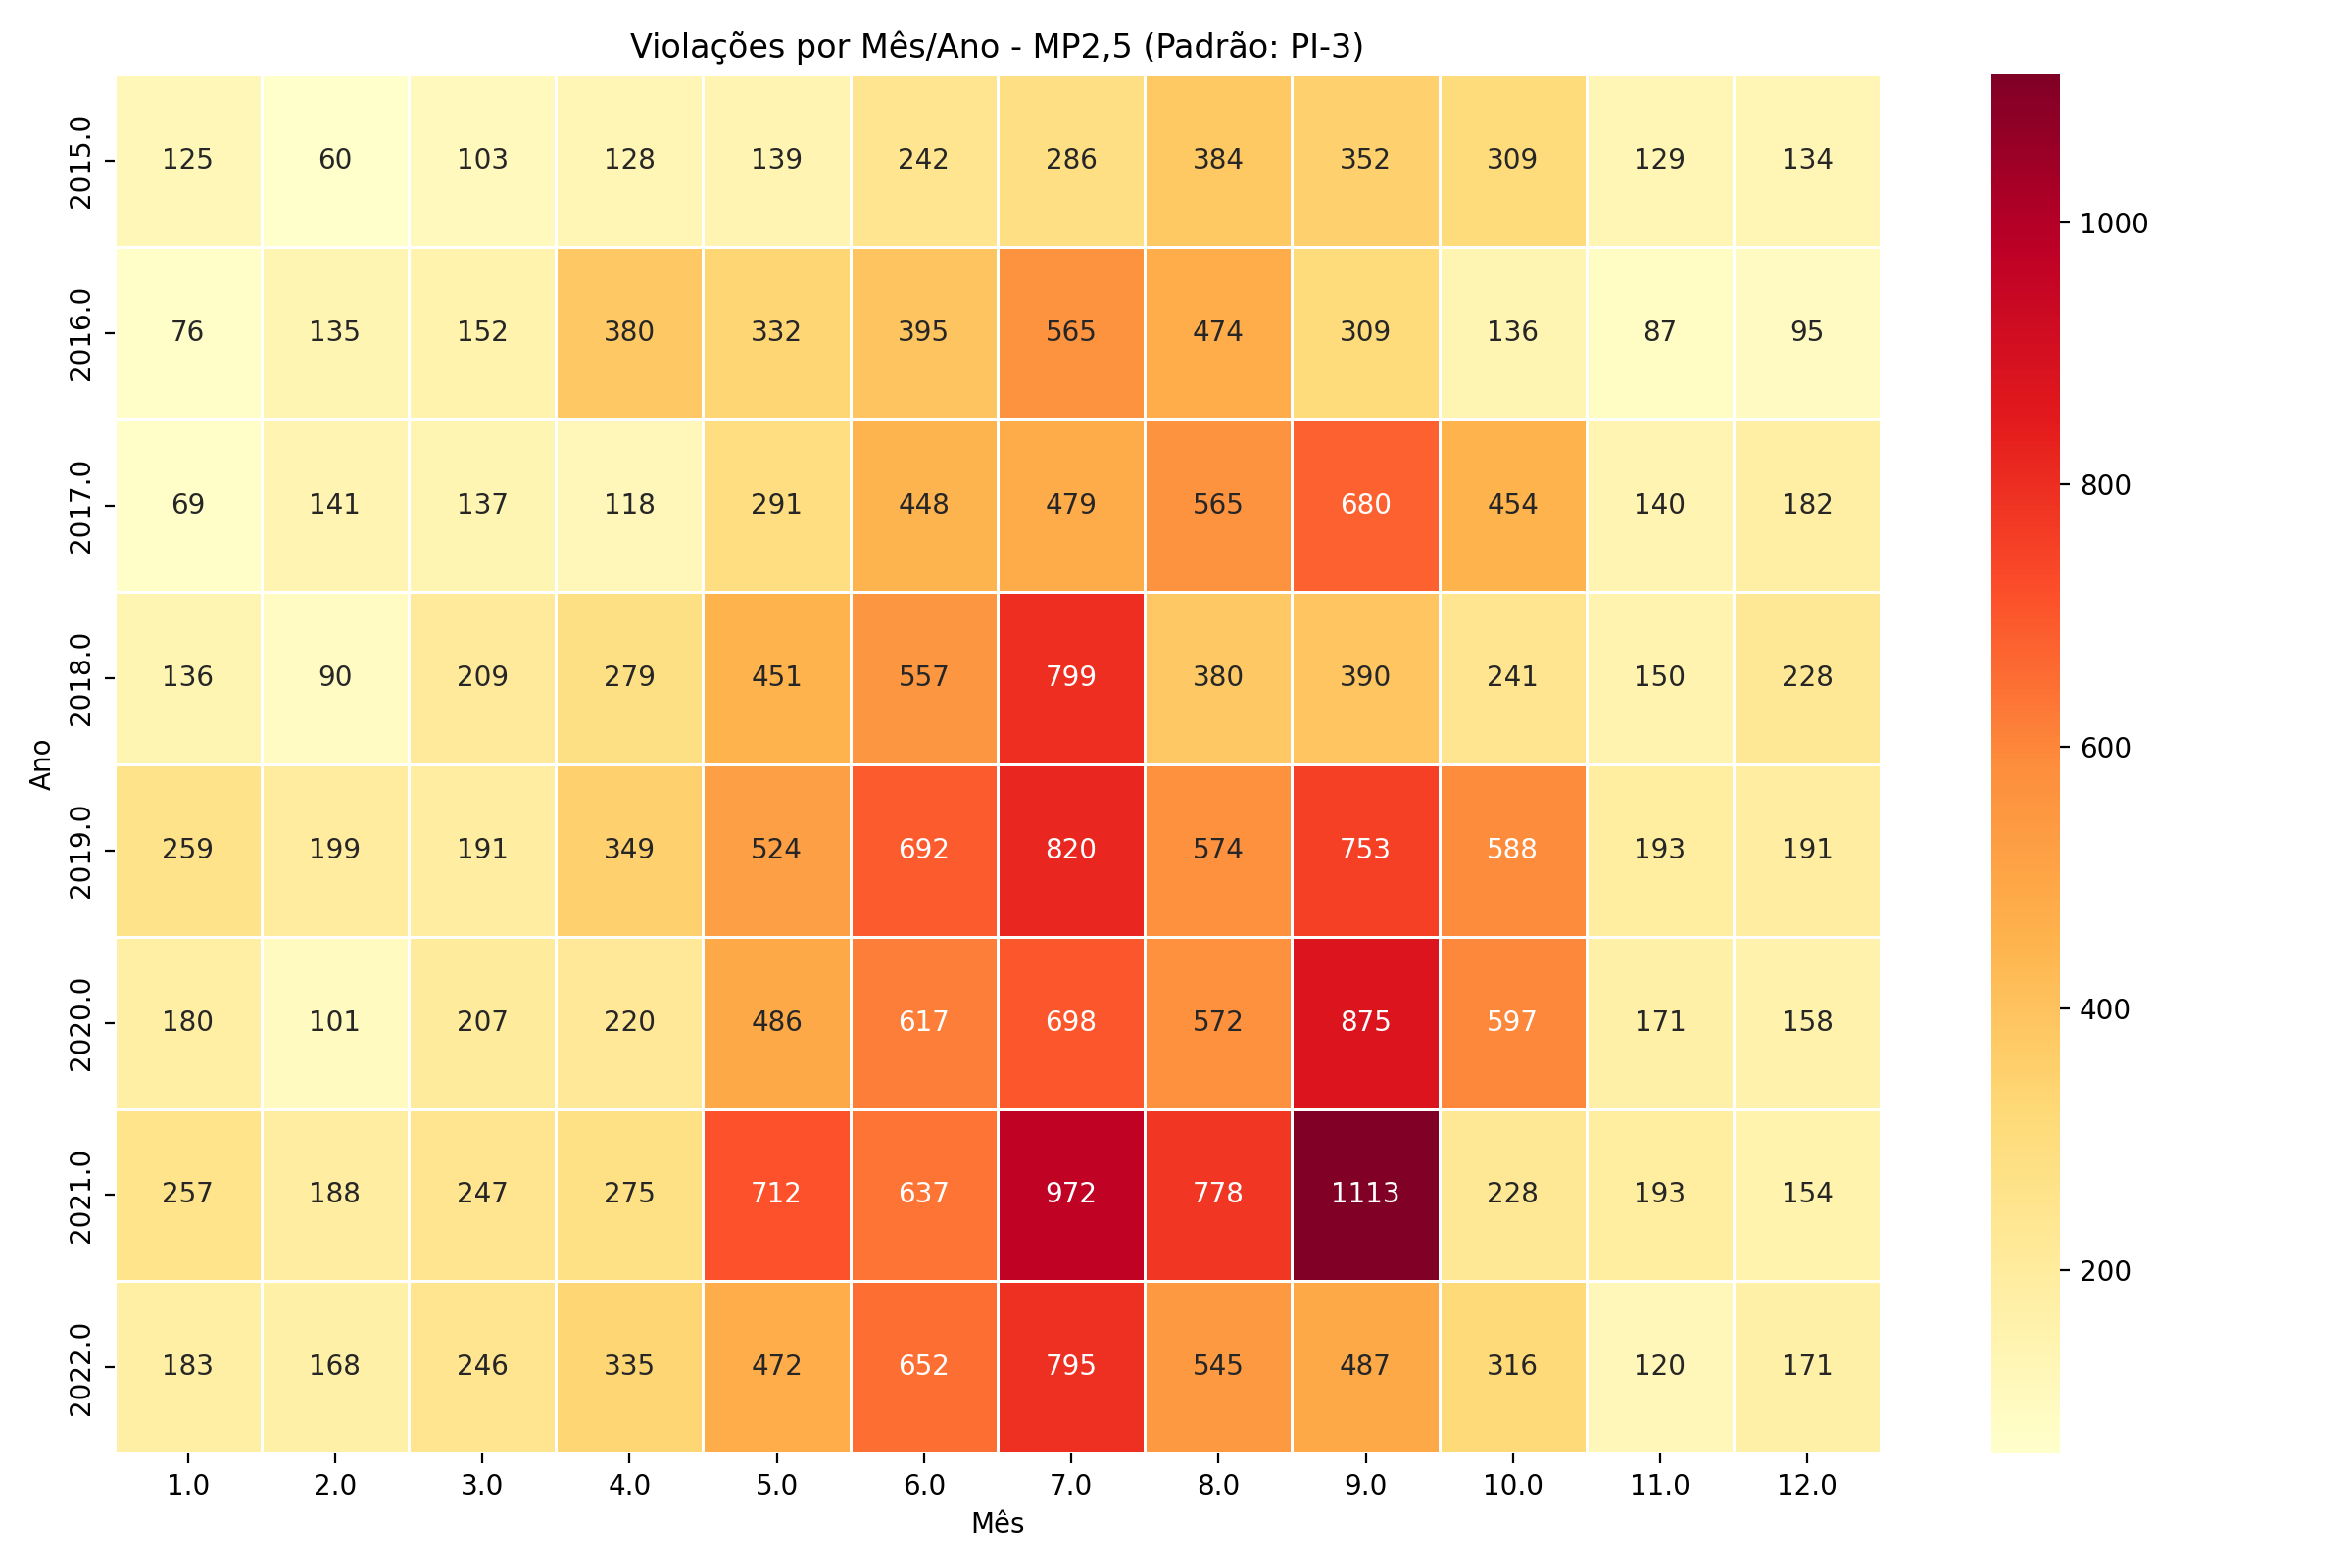 Violações por Mês/Ano - MP2,5 (Padrão: PI-3)
2015.0 125 60 103 128 139 242 286 384 352 309 129 134
2016.0 76 135 152 380 332 395 565 474 309 136 87 95
2017.0 69 141 137 118 291 448 479 565 680 454 140 182
2018.0 136 90 209 279 451 557 799 380 390 241 150 228
2019.0 259 199 191 349 524 692 820 574 753 588 193 191
2020.0 180 101 207 220 486 617 698 572 875 597 171 158
2021.0 257 188 247 275 712 637 972 778 1113 228 193 154
2022.0 183 168 246 335 472 652 795 545 487 316 120 171
1.0 2.0 3.0 4.0 5.0 6.0 7.0 8.0 9.0 10.0 11.0 12.0
Mês
Ano
1000
800
600
400
200